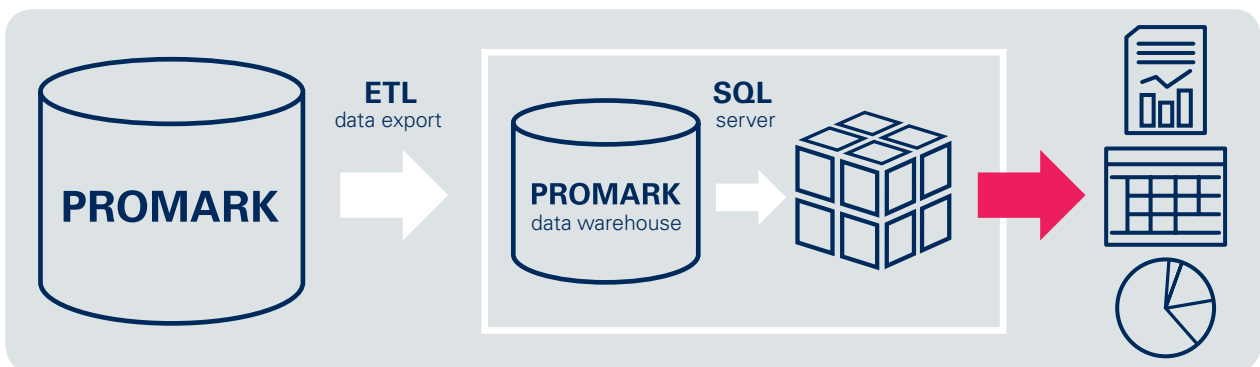 PROMARK
ETL
data export
PROMARK
data warehouse
SQL
server